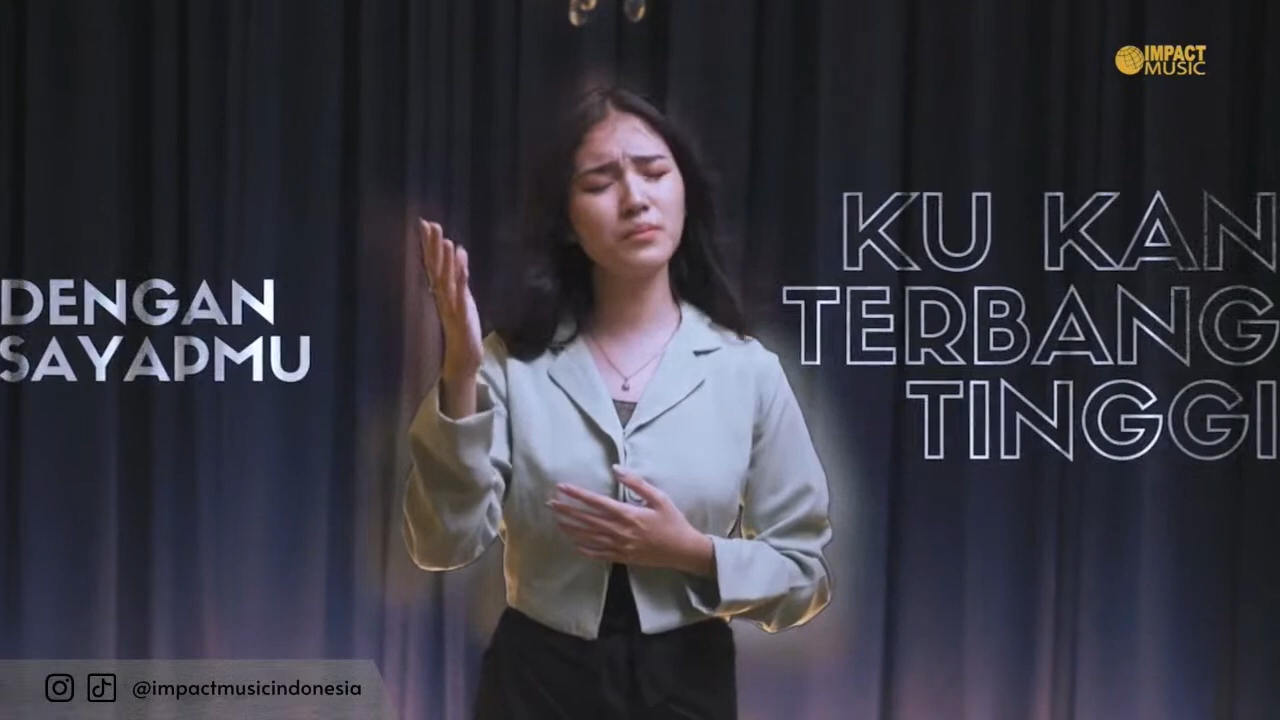 IMPACT
MUSIC
DENGAN
SAYAPMU
KU KAN
TERBANG
TINGGI
@impactmusicindonesia